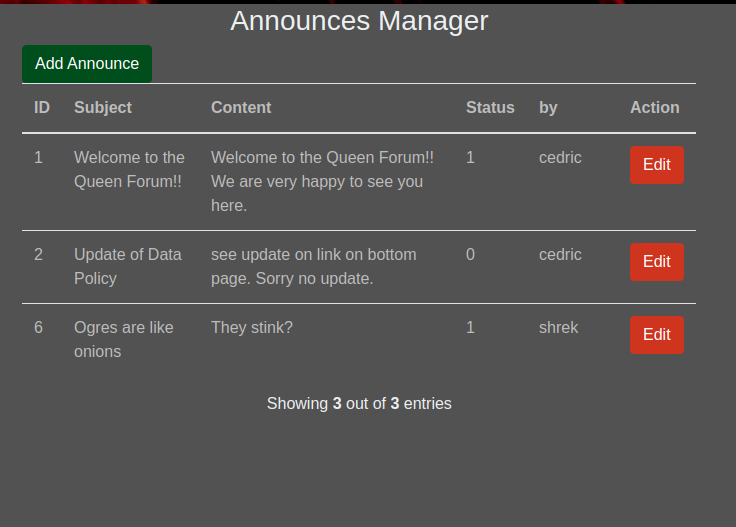 Announces Manager
Add Announce
ID Subject Content Status by Action
1 Welcome to the Welcome to the Queen Forum!! 1 cedric Edit
Queen Forum!! We are very happy to see you
here.
2 Update of Data see update on link on bottom 0 cedric Edit
Policy page. Sorry no update.
6 Ogres are like They stink? 1 shrek Edit
onions
Showing 3 out of 3 entries